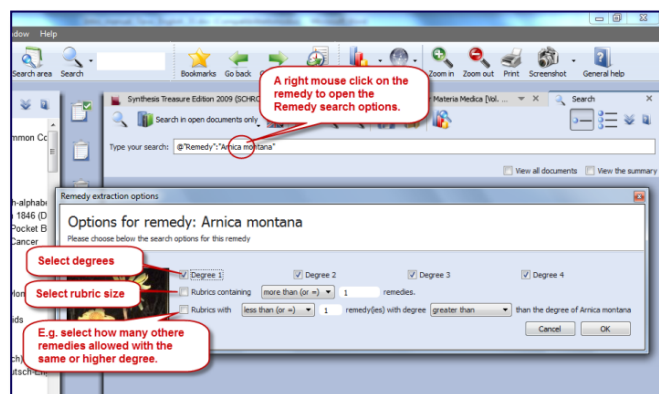 ndow Help
Search area Search Bookmarks Go back Zoom in Zoom out Print Screenshot General help
A right mouse click on the
remedy to open the
Remedy search options.
Synthesis Treasure Edition 2009 (SCHRO
Materia Medica [Vol. ...
Search
Search in open documents only
mmon Co
Type your search: @"Remedy":"Arnica montana"
View all documents View the summary
h-alphabe
1846 (D
Pocket B
Cancer
Remedy extraction options
Options for remedy: Arnica montana
Please choose below the search options for this remedy
Select degrees
Degree 1 Degree 2 Degree 3 Degree 4
Select rubric size
Rubrics containing more than (or =) 1 remedies.
Rubrics with less than (or =) 1 remedy(ies) with degree greater than than the degree of Arnica montana
E.g. select how many othere
remedies allowed with the
same or higher degree.
Cancel OK
ylon
ids
ch)
utsch-En